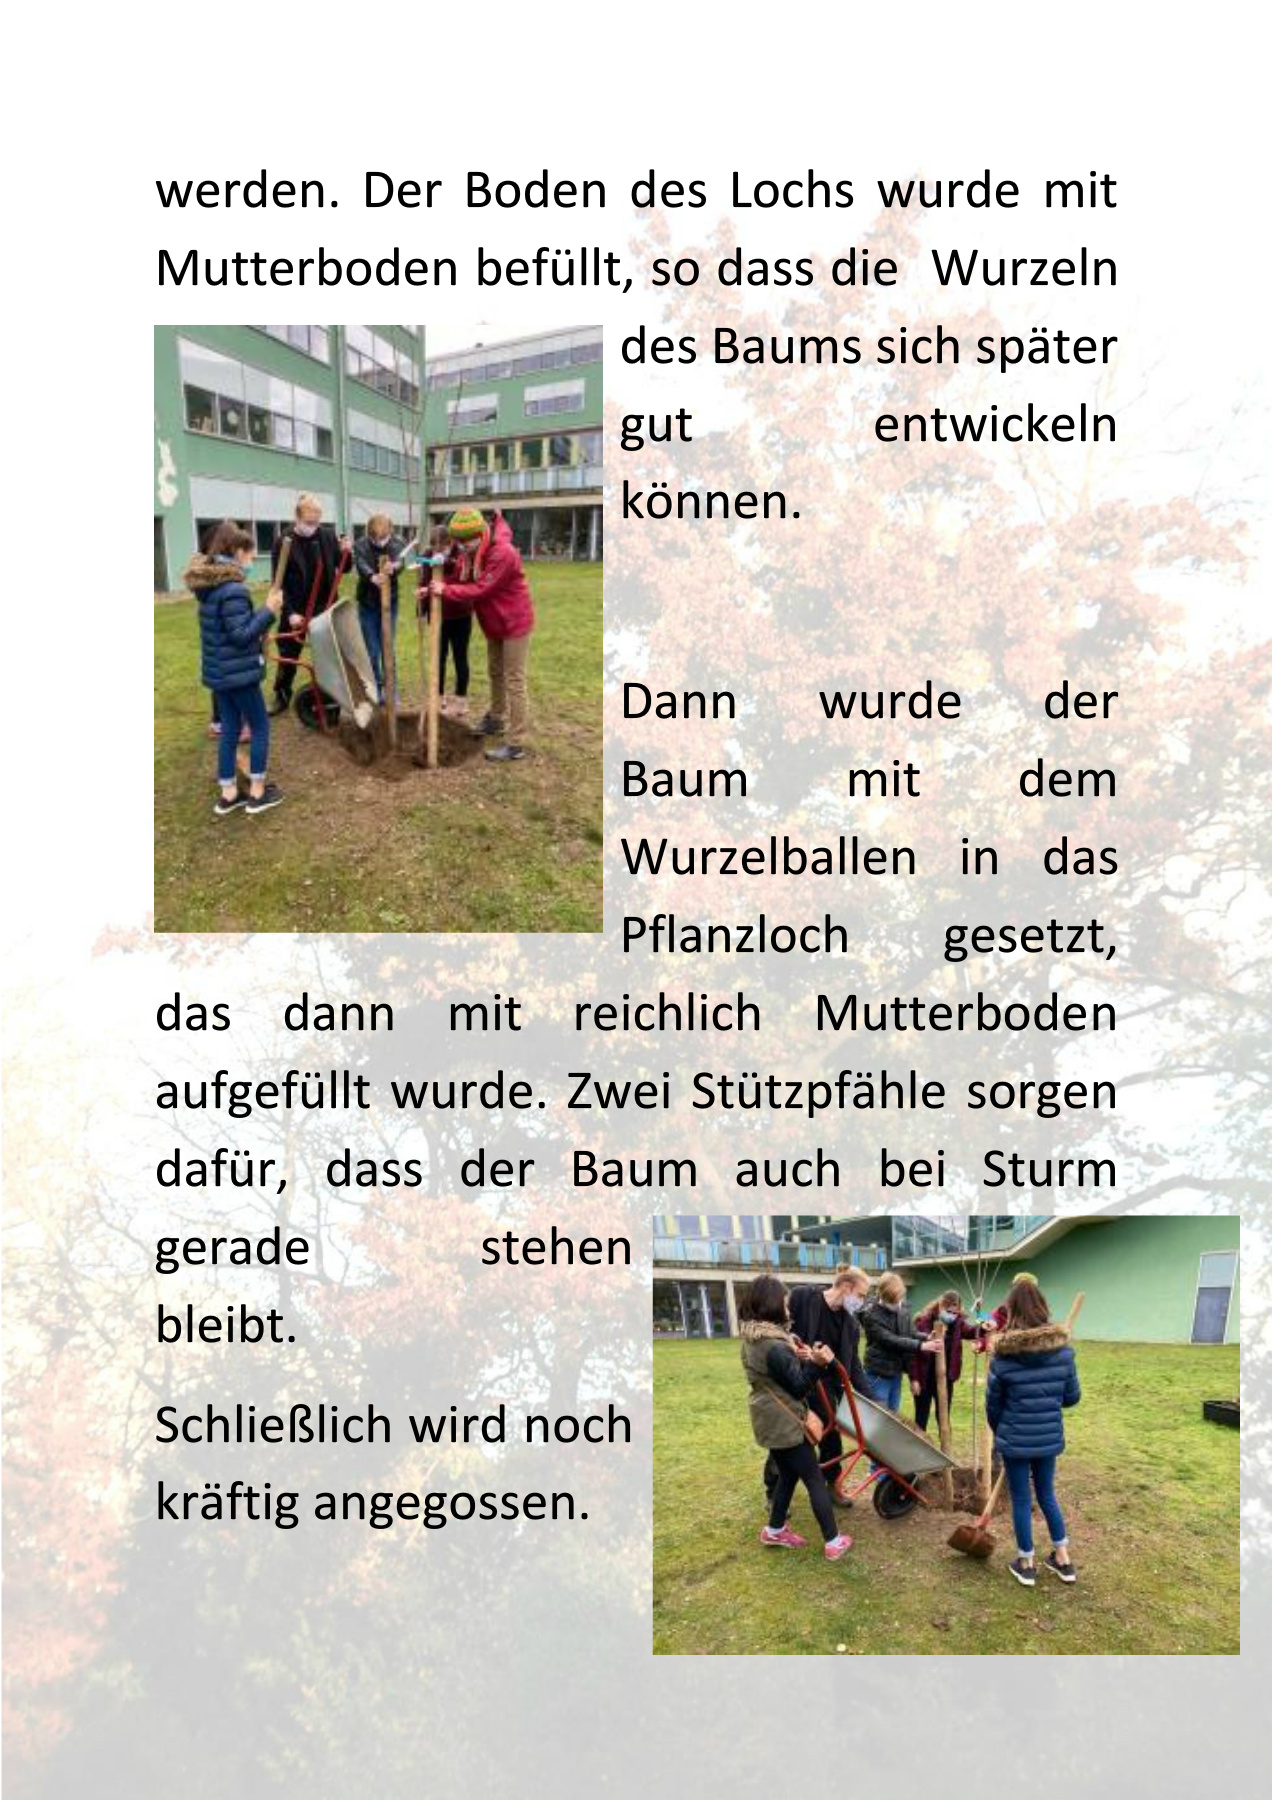 werden. Der Boden des Lochs wurde mit
Mutterboden befüllt, so dass die Wurzeln
des Baums sich später
gut entwickeln
können.
Dann wurde der
Baum mit dem
Wurzelballen in das
Pflanzloch gesetzt,
das dann mit reichlich Mutterboden
aufgefüllt wurde. Zwei Stützpfähle sorgen
dafür, dass der Baum auch bei Sturm
gerade stehen
bleibt.
Schließlich wird noch
kräftig angegossen.